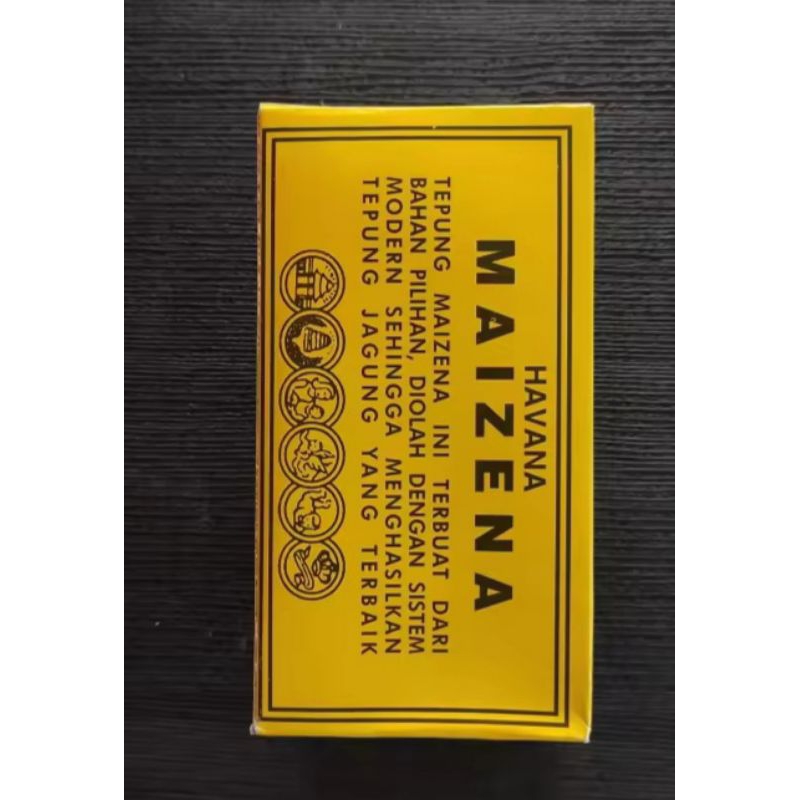 HAVANA
MAIZENA
TEPUNG MAIZENA INI TERBUAT DARI
BAHAN PILIHAN, DIOLAH DENGAN SISTEM
MODERN SEHINGGA MENGHASILKAN
TEPUNG JAGUNG YANG TERBAIK